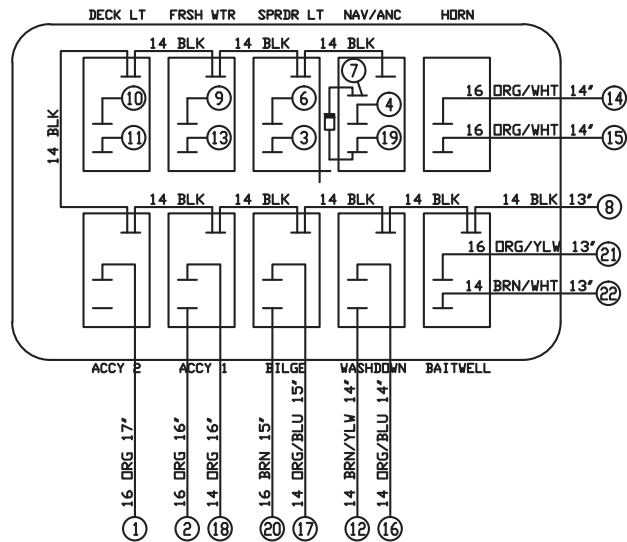 DECK LT FRSH WTR SPRDR LT NAV/ANC HORN
14 BLK 14 BLK 14 BLK
7
10 9 6 4 16 ORG/WHT 14″ 14
14 BLK
11 13 3 19 16 ORG/WHT 14″ 15
14 BLK 14 BLK 14 BLK 14 BLK 14 BLK 13″ 8
16 ORG/YLW 13″ 21
14 BRN/WHT 13″ 22
ACCY 2 ACCY 1 BILGE WASHDOWN BAITWELL
16 ORG 17″
16 ORG 16″
14 ORG 16″
16 BRN 15″
14 ORG/BLU 15″
14 BRN/YLW 14″
14 ORG/BLU 14″
1 2 18 20 17 12 16